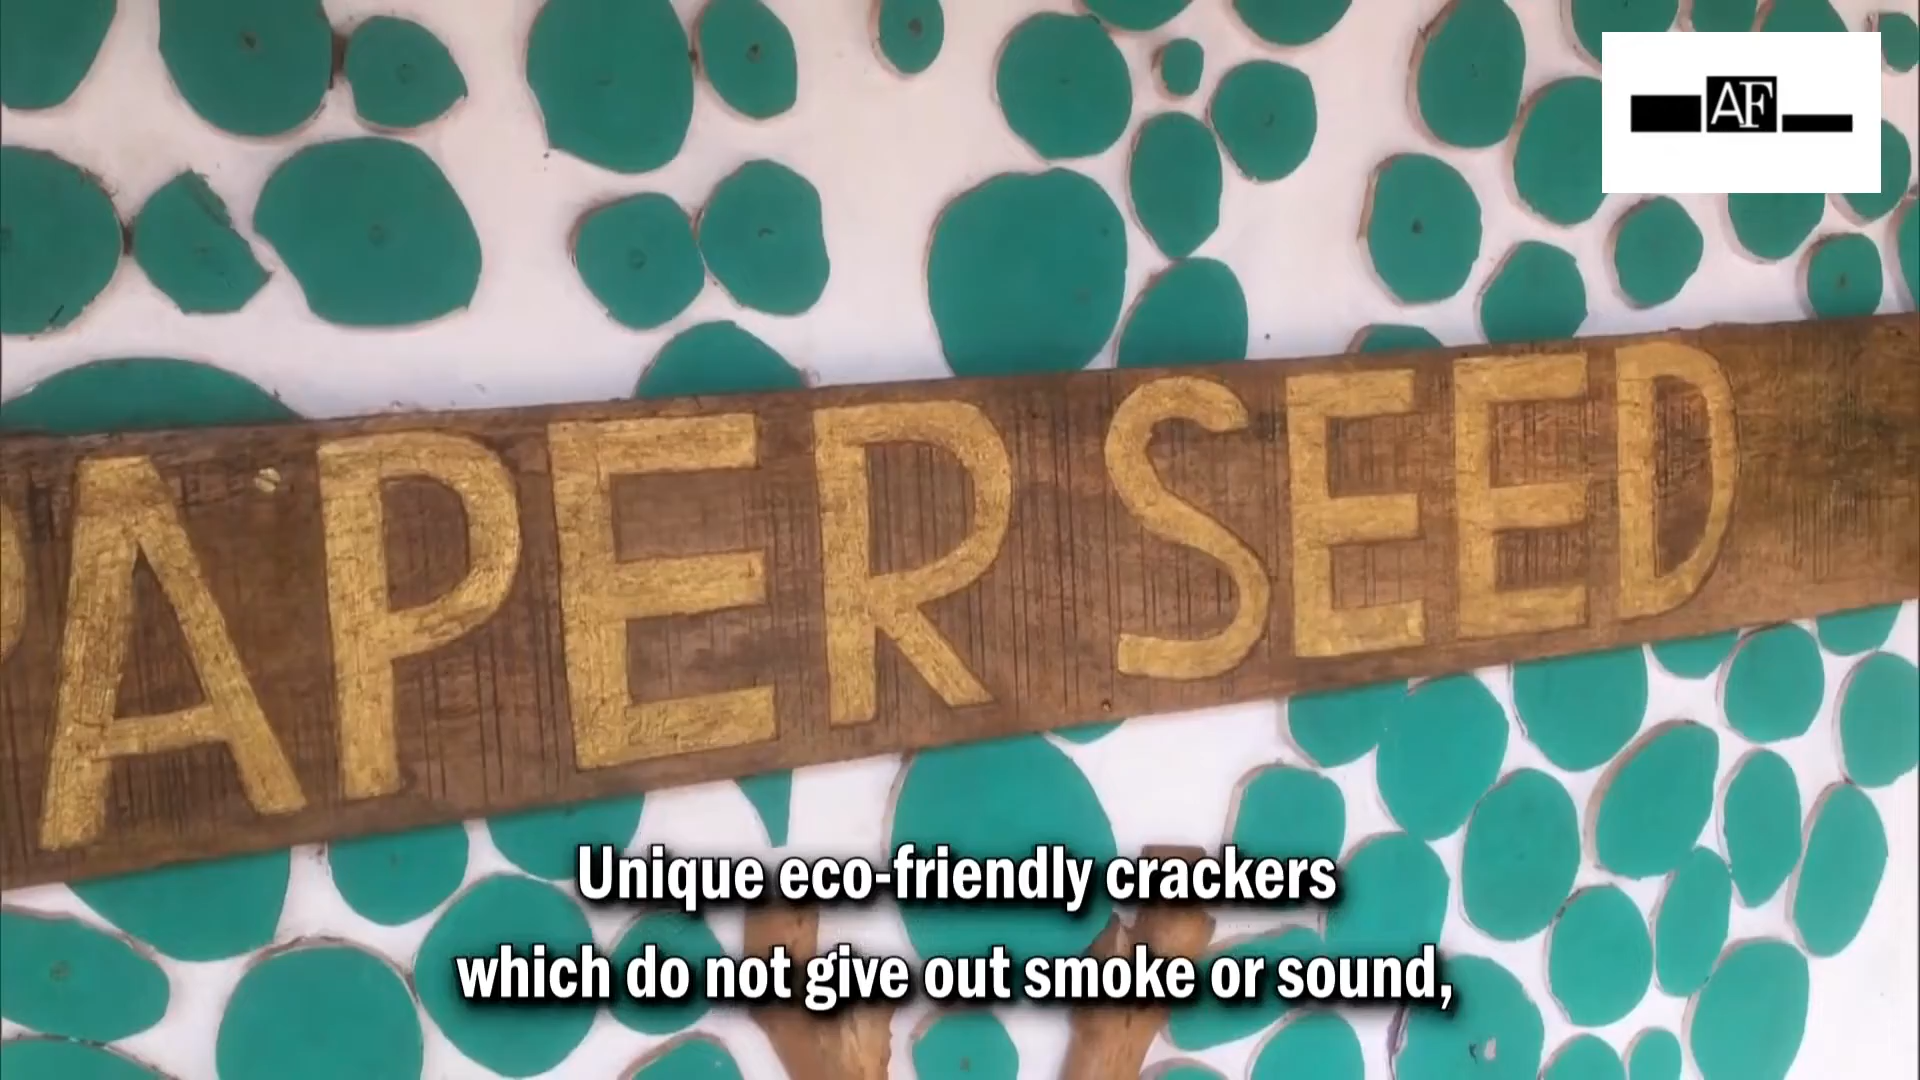 AF
PAPER SEED
Unique eco-friendly crackers
which do not give out smoke or sound,